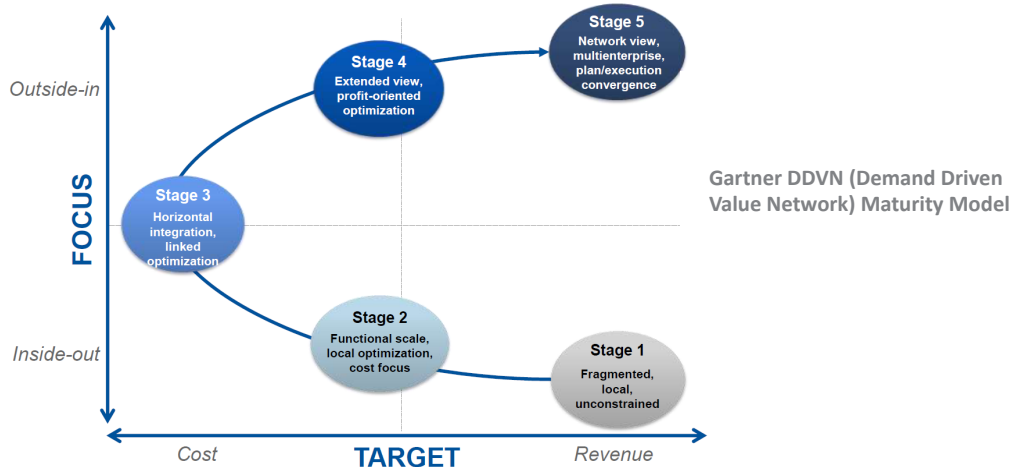 Stage 5
Network view,
multienterprise,
plan/execution
convergence
Stage 4
Extended view,
profit-oriented
optimization
Outside-in
Gartner DDVN (Demand Driven
Value Network) Maturity Model
FOCUS
Stage 3
Horizontal
integration,
linked
optimization
Stage 2
Functional scale,
local optimization,
cost focus
Inside-out
Stage 1
Fragmented,
local,
unconstrained
Cost
TARGET
Revenue